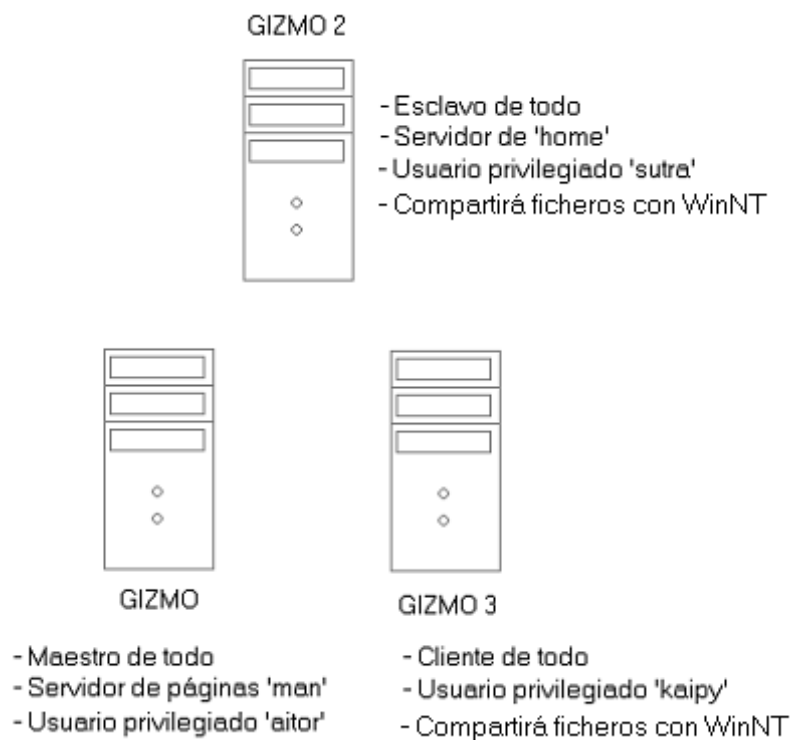 GIZMO 2
- Esclavo de todo
- Servidor de 'home'
- Usuario privilegiado 'sutra'
- Compartirá ficheros con WinNT
GIZMO
- Maestro de todo
- Servidor de páginas 'man'
- Usuario privilegiado 'aitor'
GIZMO 3
- Cliente de todo
- Usuario privilegiado 'kaipy'
- Compartirá ficheros con WinNT